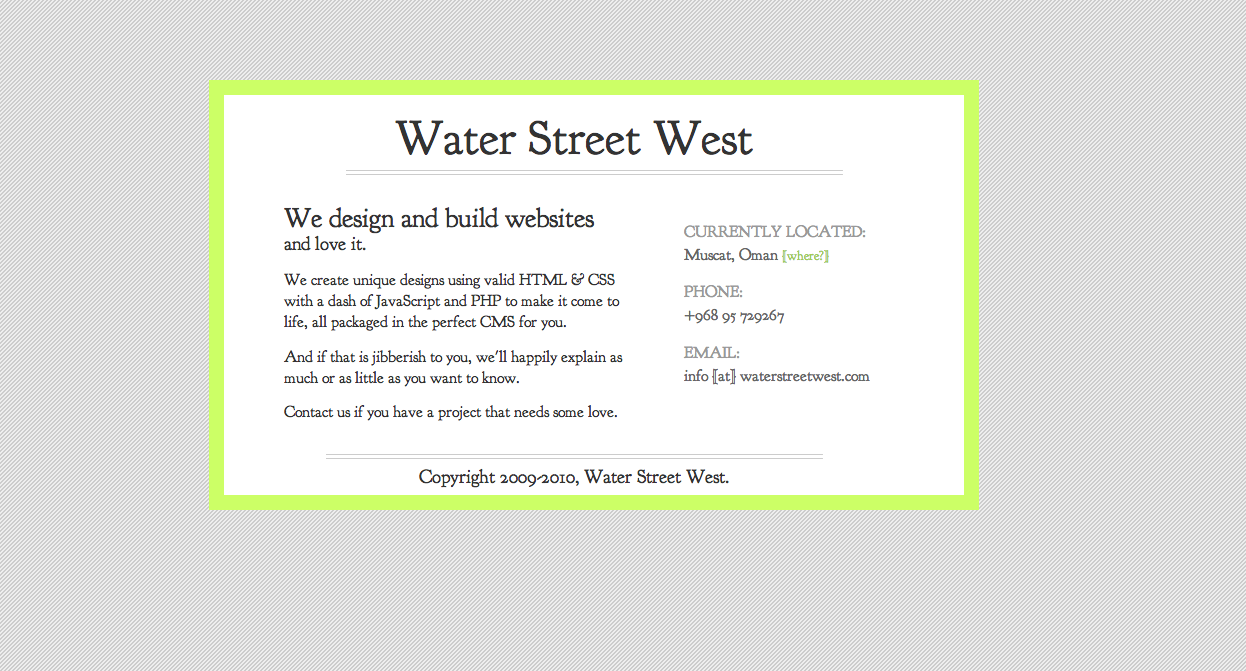 Water Street West
We design and build websites
and love it.
We create unique designs using valid HTML & CSS
with a dash of JavaScript and PHP to make it come to
life, all packaged in the perfect CMS for you.
And if that is jibberish to you, we'll happily explain as
much or as little as you want to know.
Contact us if you have a project that needs some love.
CURRENTLY LOCATED:
Muscat, Oman {where?}
PHONE:
+968 95 729267
EMAIL:
info {at} waterstreetwest.com
Copyright 2009-2010, Water Street West.